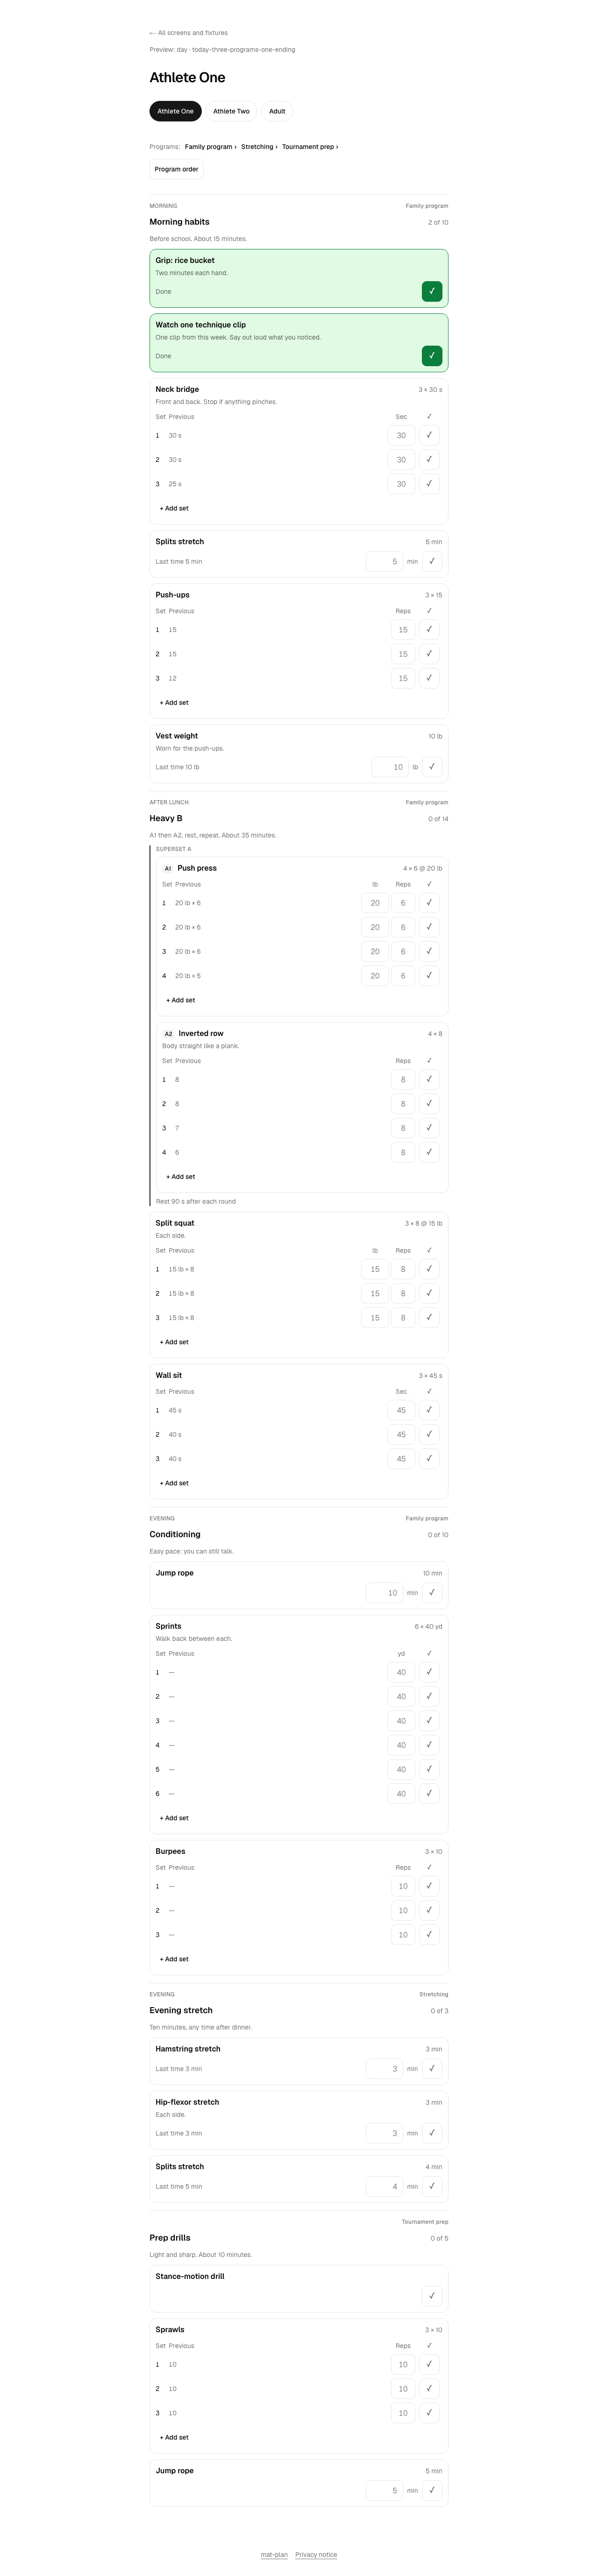 ← All screens and fixtures
Preview: day · today-three-programs-one-ending
Athlete One
Athlete One Athlete Two Adult
Programs: Family program › Stretching › Tournament prep ›
Program order
MORNING Family program
Morning habits 2 of 10
Before school. About 15 minutes.
Grip: rice bucket
Two minutes each hand.
Done ✓
Watch one technique clip
One clip from this week. Say out loud what you noticed.
Done ✓
Neck bridge 3 × 30 s
Front and back. Stop if anything pinches.
Set Previous Sec ✓
1 30 s 30 ✓
2 30 s 30 ✓
3 25 s 30 ✓
+ Add set
Splits stretch 5 min
Last time 5 min 5 min ✓
Push-ups 3 × 15
Set Previous Reps ✓
1 15 15 ✓
2 15 15 ✓
3 12 15 ✓
+ Add set
Vest weight 10 lb
Worn for the push-ups.
Last time 10 lb 10 lb ✓
AFTER LUNCH Family program
Heavy B 0 of 14
A1 then A2, rest, repeat. About 35 minutes.
SUPERSET A
A1 Push press 4 × 6 @ 20 lb
Set Previous lb Reps ✓
1 20 lb × 6 20 6 ✓
2 20 lb × 6 20 6 ✓
3 20 lb × 6 20 6 ✓
4 20 lb × 5 20 6 ✓
+ Add set
A2 Inverted row 4 × 8
Body straight like a plank.
Set Previous Reps ✓
1 8 8 ✓
2 8 8 ✓
3 7 8 ✓
4 6 8 ✓
+ Add set
Rest 90 s after each round
Split squat 3 × 8 @ 15 lb
Each side.
Set Previous lb Reps ✓
1 15 lb × 8 15 8 ✓
2 15 lb × 8 15 8 ✓
3 15 lb × 8 15 8 ✓
+ Add set
Wall sit 3 × 45 s
Set Previous Sec ✓
1 45 s 45 ✓
2 40 s 45 ✓
3 40 s 45 ✓
+ Add set
EVENING Family program
Conditioning 0 of 10
Easy pace: you can still talk.
Jump rope 10 min
10 min ✓
Sprints 6 × 40 yd
Walk back between each.
Set Previous yd ✓
1 — 40 ✓
2 — 40 ✓
3 — 40 ✓
4 — 40 ✓
5 — 40 ✓
6 — 40 ✓
+ Add set
Burpees 3 × 10
Set Previous Reps ✓
1 — 10 ✓
2 — 10 ✓
3 — 10 ✓
+ Add set
EVENING Stretching
Evening stretch 0 of 3
Ten minutes, any time after dinner.
Hamstring stretch 3 min
Last time 3 min 3 min ✓
Hip-flexor stretch 3 min
Each side.
Last time 3 min 3 min ✓
Splits stretch 4 min
Last time 5 min 4 min ✓
Tournament prep
Prep drills 0 of 5
Light and sharp. About 10 minutes.
Stance-motion drill
✓
Sprawls 3 × 10
Set Previous Reps ✓
1 10 10 ✓
2 10 10 ✓
3 10 10 ✓
+ Add set
Jump rope 5 min
5 min ✓
mat-plan Privacy notice